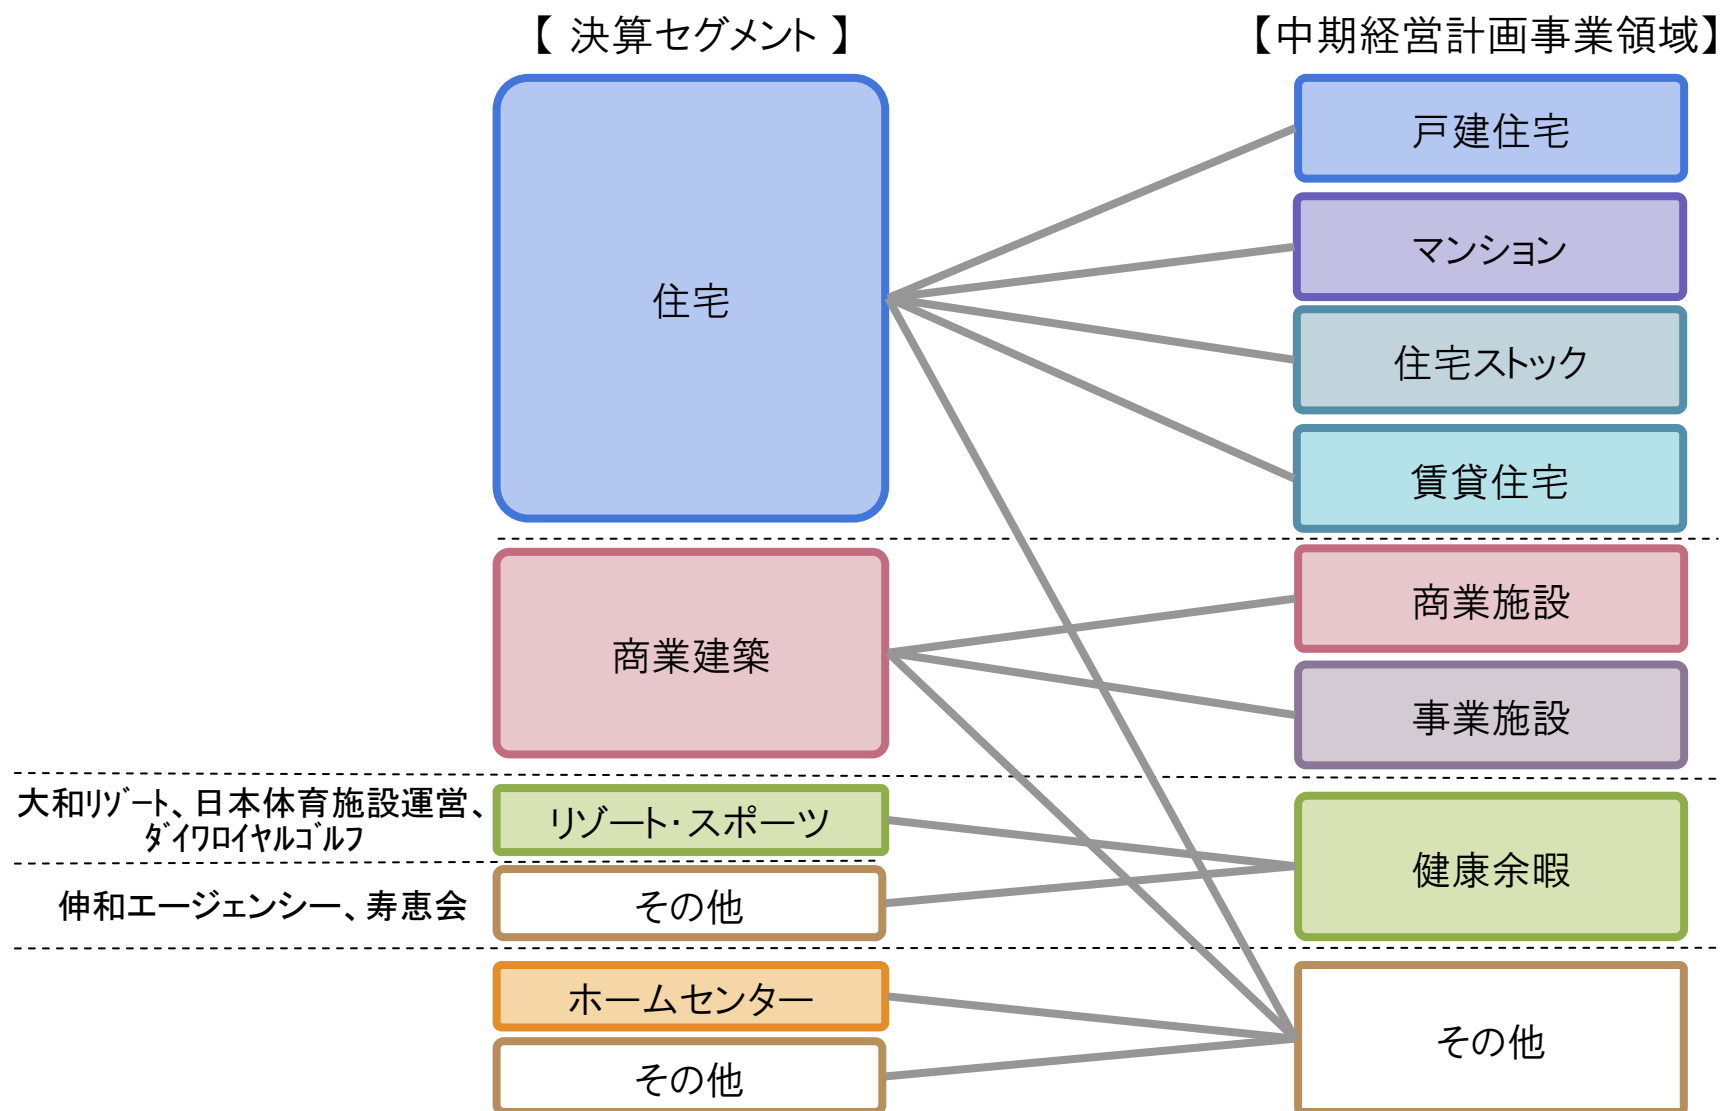 【 決算セグメント 】
【中期経営計画事業領域】
住宅
戸建住宅
マンション
住宅ストック
賃貸住宅
商業建築
商業施設
事業施設
大和ﾘｿﾞｰﾄ、日本体育施設運営、
ﾀﾞｲﾜﾛｲﾔﾙｺﾞﾙﾌ
リゾート・スポーツ
伸和エージェンシー、寿恵会
その他
健康余暇
ホームセンター
その他
その他